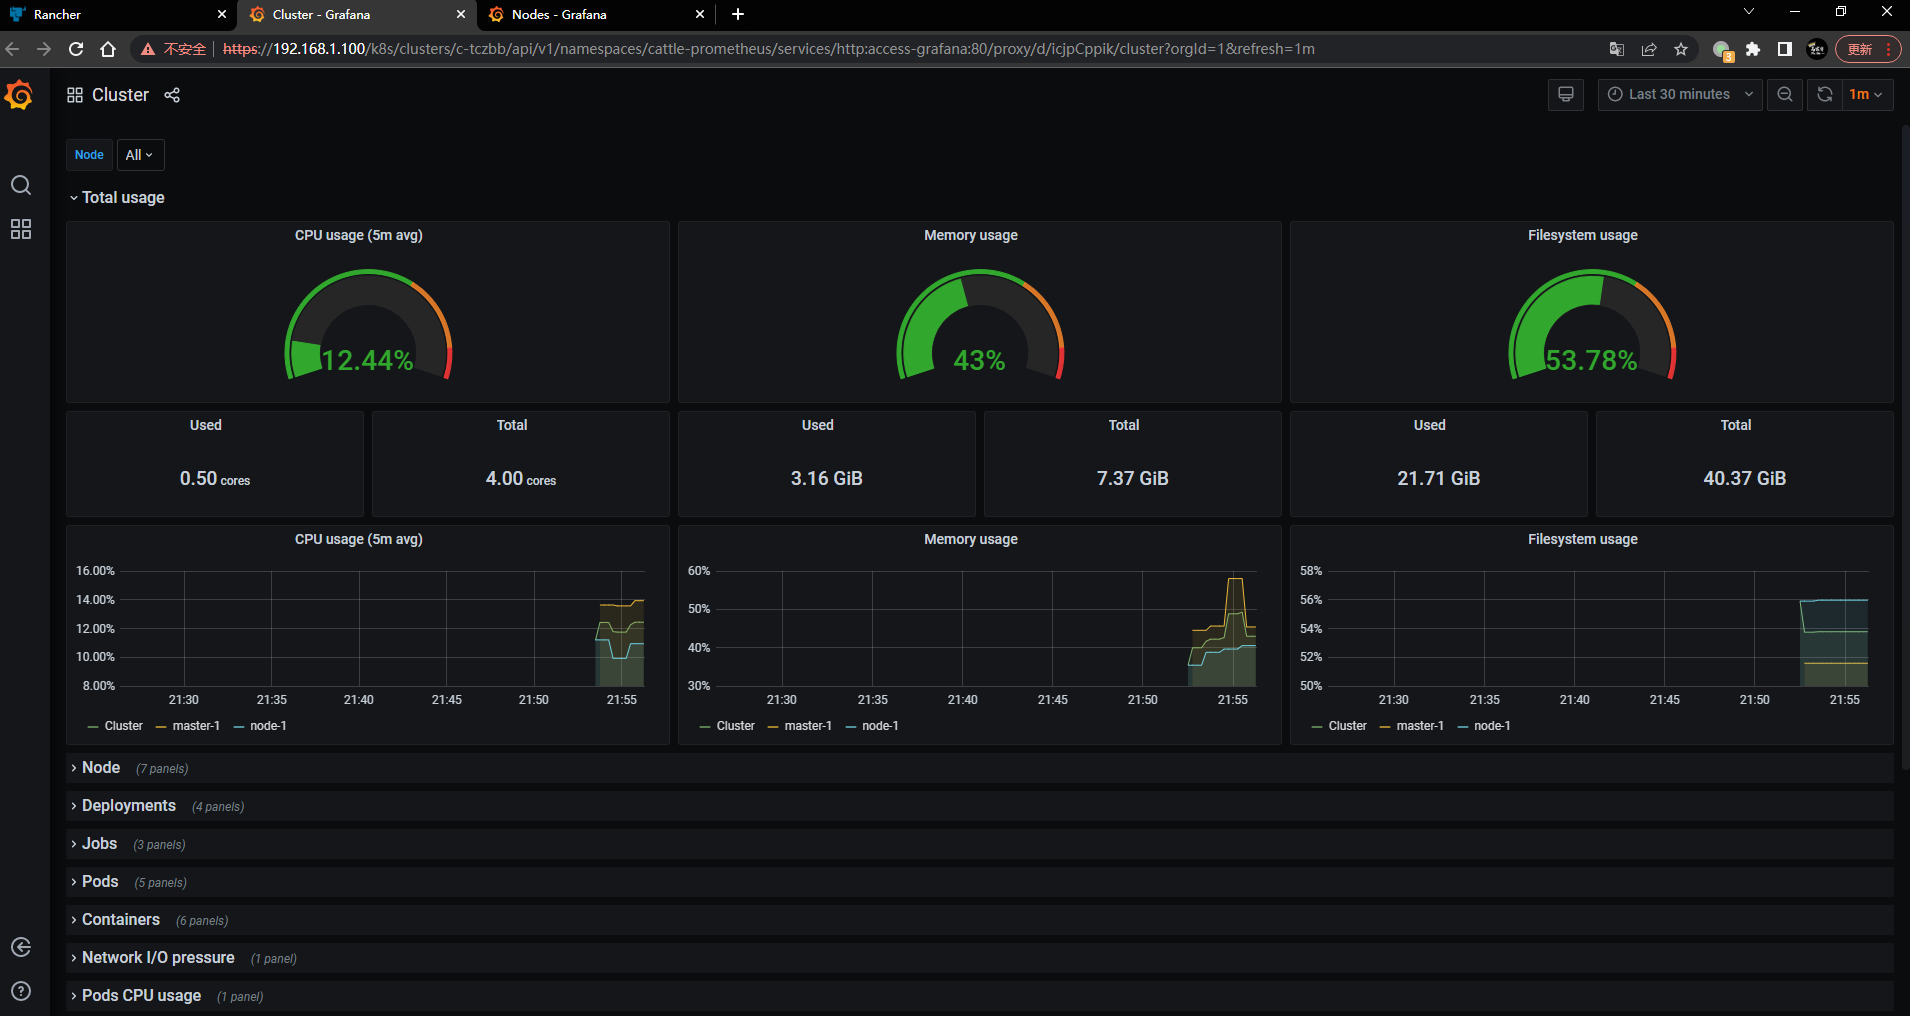 Rancher
Cluster - Grafana
Nodes - Grafana
不安全
https://192.168.1.100/k8s/clusters/c-tczbb/api/v1/namespaces/cattle-prometheus/services/http:access-grafana:80/proxy/d/icjpCppik/cluster?orgId=1&refresh=1m
3
更新
Cluster
Last 30 minutes
1m
Node
All
Total usage
CPU usage (5m avg)
12.44%
Memory usage
43%
Filesystem usage
53.78%
Used
0.50 cores
Total
4.00 cores
Used
3.16 GiB
Total
7.37 GiB
Used
21.71 GiB
Total
40.37 GiB
CPU usage (5m avg)
16.00%
14.00%
12.00%
10.00%
8.00%
21:30 21:35 21:40 21:45 21:50 21:55
Cluster master-1 node-1
Memory usage
60%
50%
40%
30%
21:30 21:35 21:40 21:45 21:50 21:55
Cluster master-1 node-1
Filesystem usage
58%
56%
54%
52%
50%
21:30 21:35 21:40 21:45 21:50 21:55
Cluster master-1 node-1
Node (7 panels)
Deployments (4 panels)
Jobs (3 panels)
Pods (5 panels)
Containers (6 panels)
Network I/O pressure (1 panel)
Pods CPU usage (1 panel)